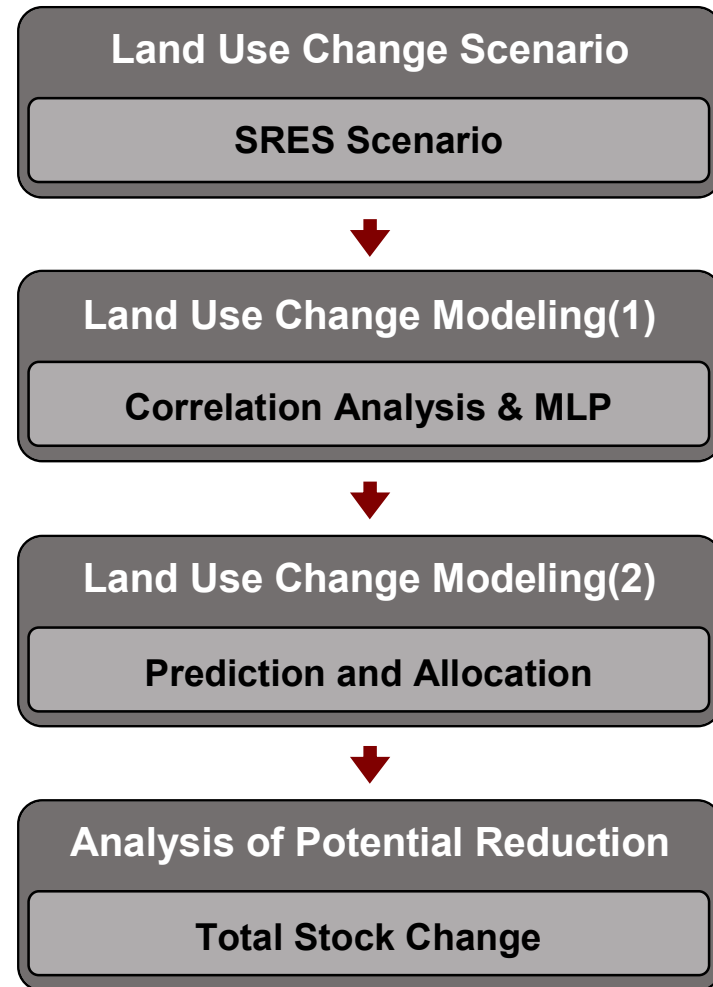 Land Use Change Scenario
SRES Scenario
Land Use Change Modeling(1)
Correlation Analysis & MLP
Land Use Change Modeling(2)
Prediction and Allocation
Analysis of Potential Reduction
Total Stock Change